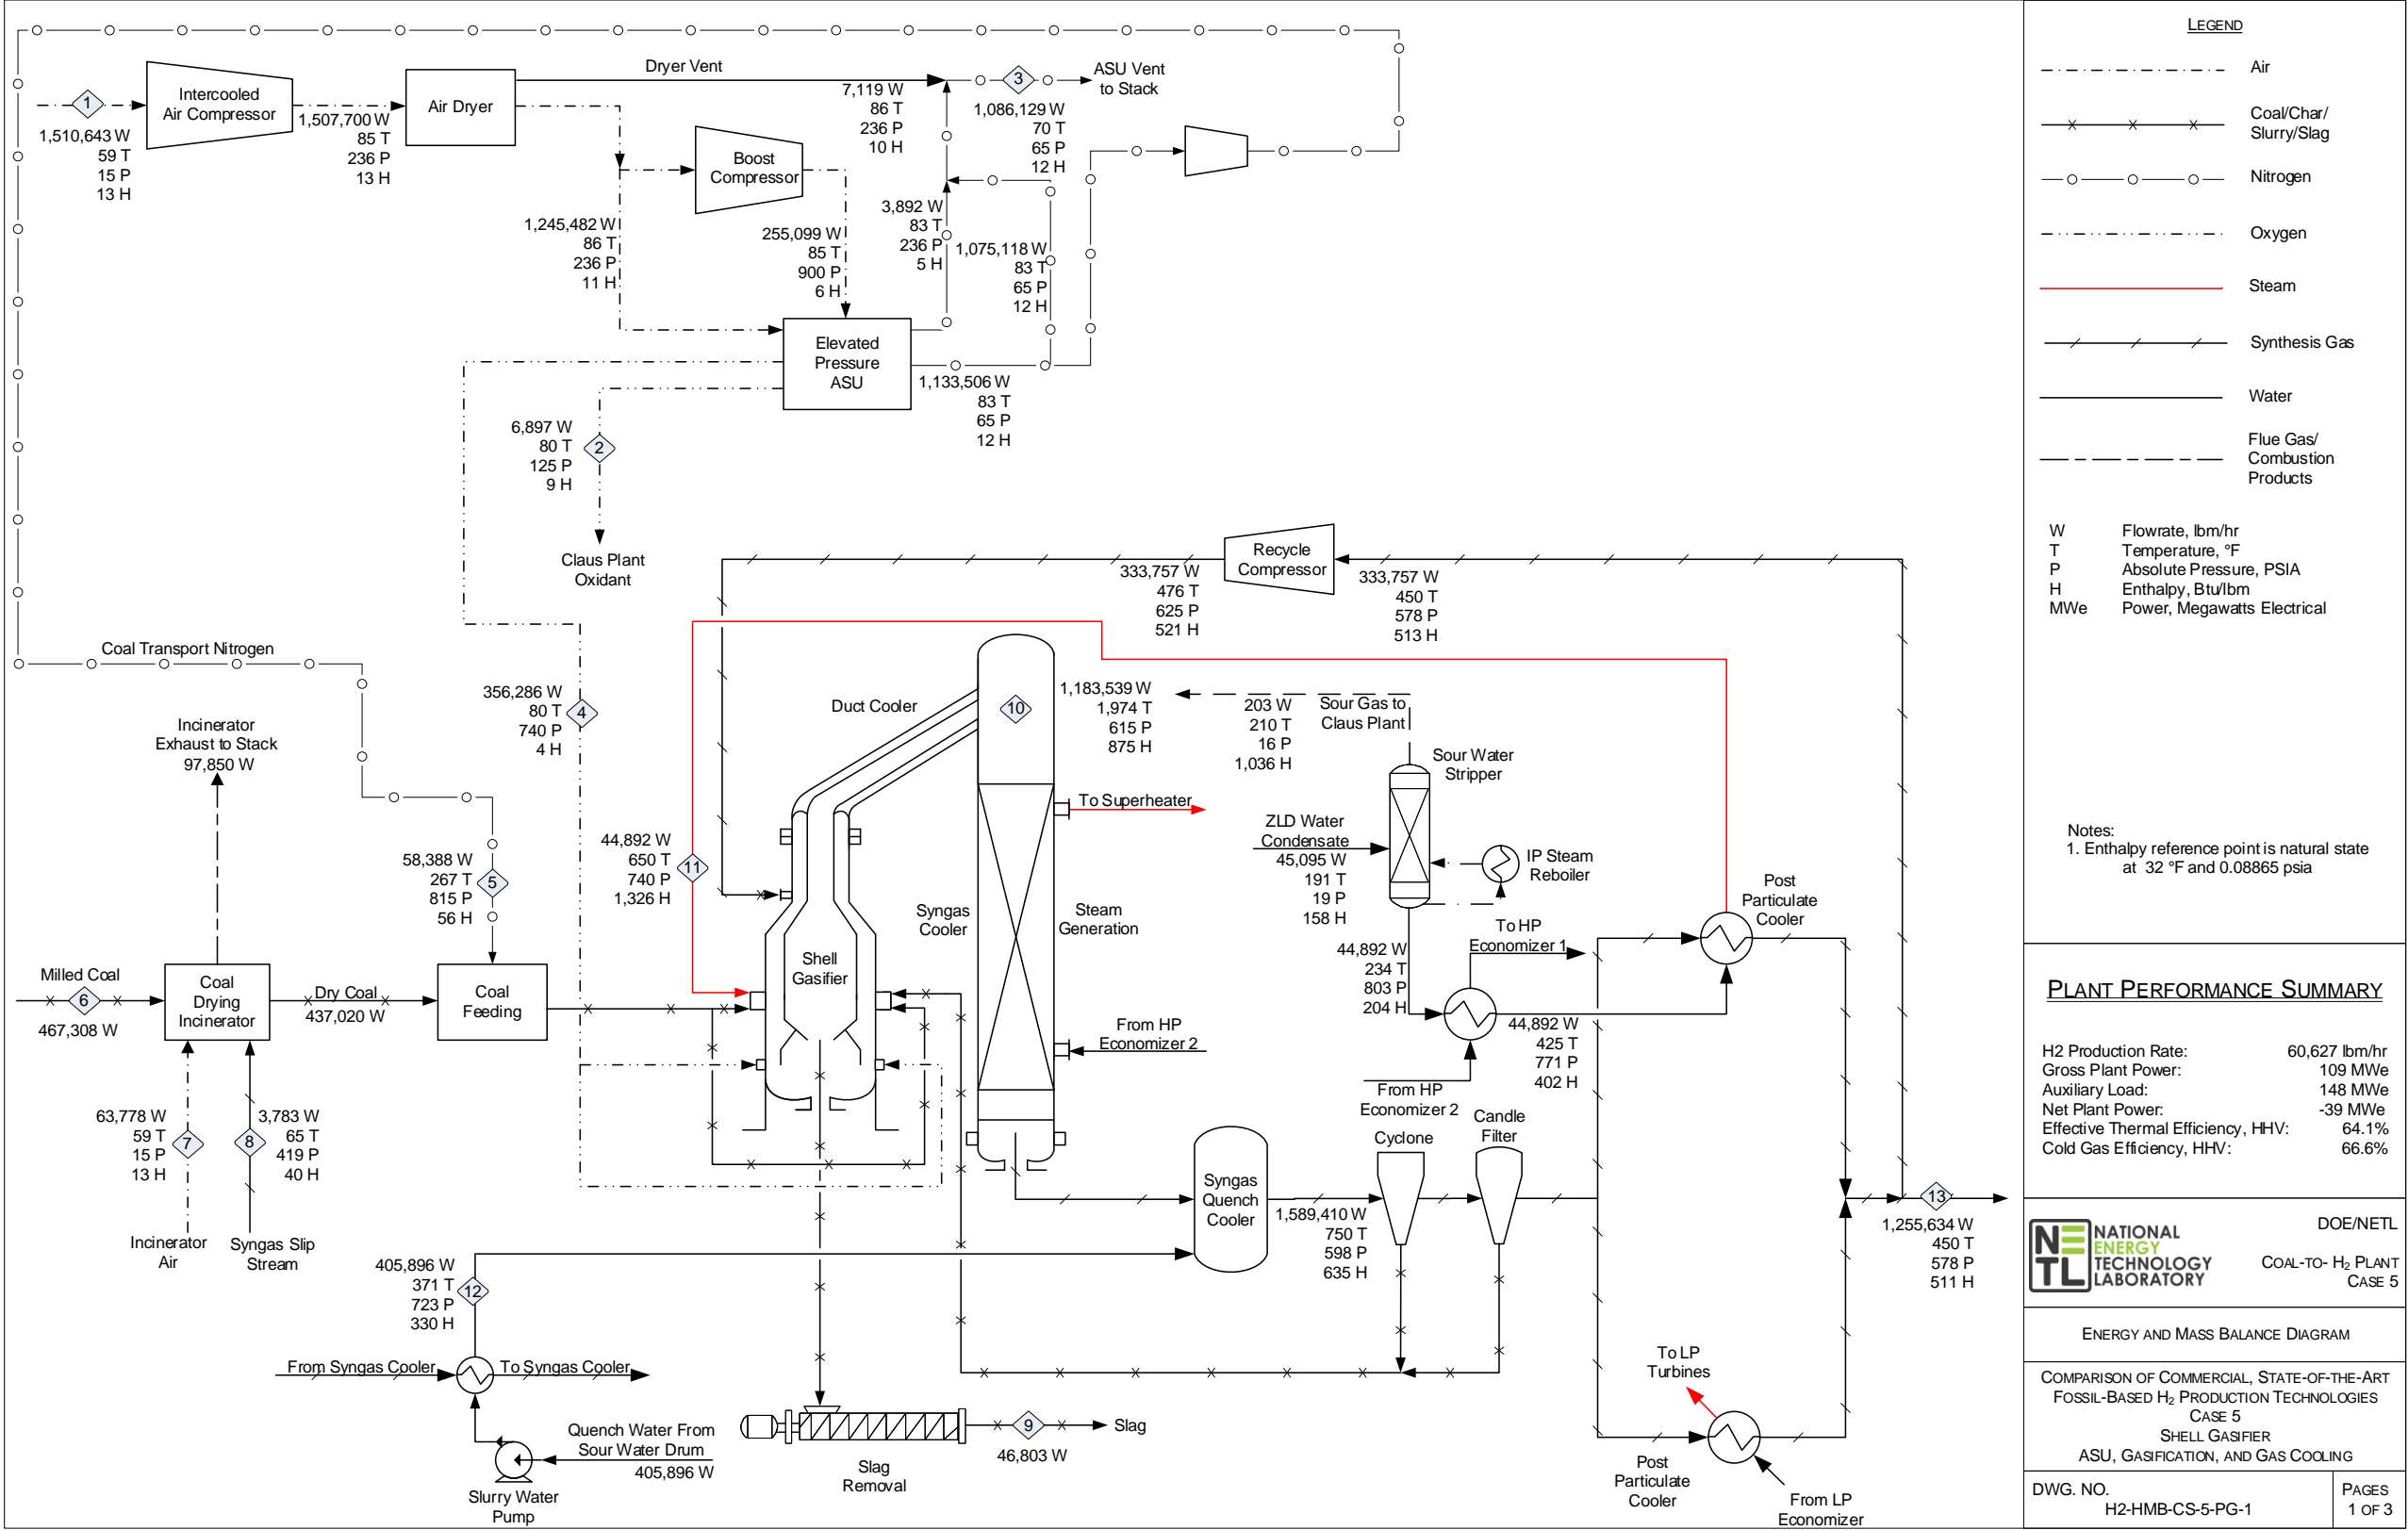 1
1,510,643 W
59 T
15 P
13 H
Intercooled
Air Compressor
1,507,700 W
85 T
236 P
13 H
Air Dryer
Dryer Vent
7,119 W
86 T
236 P
10 H
3
ASU Vent
to Stack
1,086,129 W
70 T
65 P
12 H
Boost
Compressor
1,245,482 W
86 T
236 P
11 H
255,099 W
85 T
900 P
6 H
3,892 W
83 T
236 P
5 H
1,075,118 W
83 T
65 P
12 H
Elevated
Pressure
ASU
1,133,506 W
83 T
65 P
12 H
6,897 W
80 T
125 P
9 H
2
Claus Plant
Oxidant
Recycle
Compressor
333,757 W
476 T
625 P
521 H
333,757 W
450 T
578 P
513 H
Coal Transport Nitrogen
356,286 W
80 T
740 P
4 H
4
Incinerator
Exhaust to Stack
97,850 W
58,388 W
267 T
815 P
56 H
5
44,892 W
650 T
740 P
1,326 H
11
Duct Cooler
10
1,183,539 W
1,974 T
615 P
875 H
203 W
210 T
16 P
1,036 H
Sour Gas to
Claus Plant
Sour Water
Stripper
To Superheater
ZLD Water
Condensate
45,095 W
191 T
19 P
158 H
IP Steam
Reboiler
Syngas
Cooler
Steam
Generation
Shell
Gasifier
44,892 W
234 T
803 P
204 H
To HP
Economizer 1
Post
Particulate
Cooler
44,892 W
425 T
771 P
402 H
From HP
Economizer 2
From HP
Economizer 2
Milled Coal
6
467,308 W
Coal
Drying
Incinerator
Dry Coal
437,020 W
Coal
Feeding
63,778 W
59 T
15 P
13 H
7
Incinerator
Air
8
3,783 W
65 T
419 P
40 H
Syngas Slip
Stream
Syngas
Quench
Cooler
1,589,410 W
750 T
598 P
635 H
Cyclone
Candle
Filter
13
1,255,634 W
450 T
578 P
511 H
405,896 W
371 T
723 P
330 H
12
From Syngas Cooler
To Syngas Cooler
Quench Water From
Sour Water Drum
405,896 W
Slurry Water
Pump
Slag
Removal
9
46,803 W
Slag
To LP
Turbines
Post
Particulate
Cooler
From LP
Economizer
LEGEND
Air
Coal/Char/
Slurry/Slag
Nitrogen
Oxygen
Steam
Synthesis Gas
Water
Flue Gas/
Combustion
Products
W Flowrate, lbm/hr
T Temperature, °F
P Absolute Pressure, PSIA
H Enthalpy, Btu/lbm
MWe Power, Megawatts Electrical
Notes:
1. Enthalpy reference point is natural state
at 32 °F and 0.08865 psia
PLANT PERFORMANCE SUMMARY
H2 Production Rate: 60,627 lbm/hr
Gross Plant Power: 109 MWe
Auxiliary Load: 148 MWe
Net Plant Power: -39 MWe
Effective Thermal Efficiency, HHV: 64.1%
Cold Gas Efficiency, HHV: 66.6%
NETL
NATIONAL
ENERGY
TECHNOLOGY
LABORATORY
DOE/NETL
COAL-TO- H2 PLANT
CASE 5
ENERGY AND MASS BALANCE DIAGRAM
COMPARISON OF COMMERCIAL, STATE-OF-THE-ART
FOSSIL-BASED H2 PRODUCTION TECHNOLOGIES
CASE 5
SHELL GASIFIER
ASU, GASIFICATION, AND GAS COOLING
DWG. NO.
H2-HMB-CS-5-PG-1
PAGES
1 OF 3